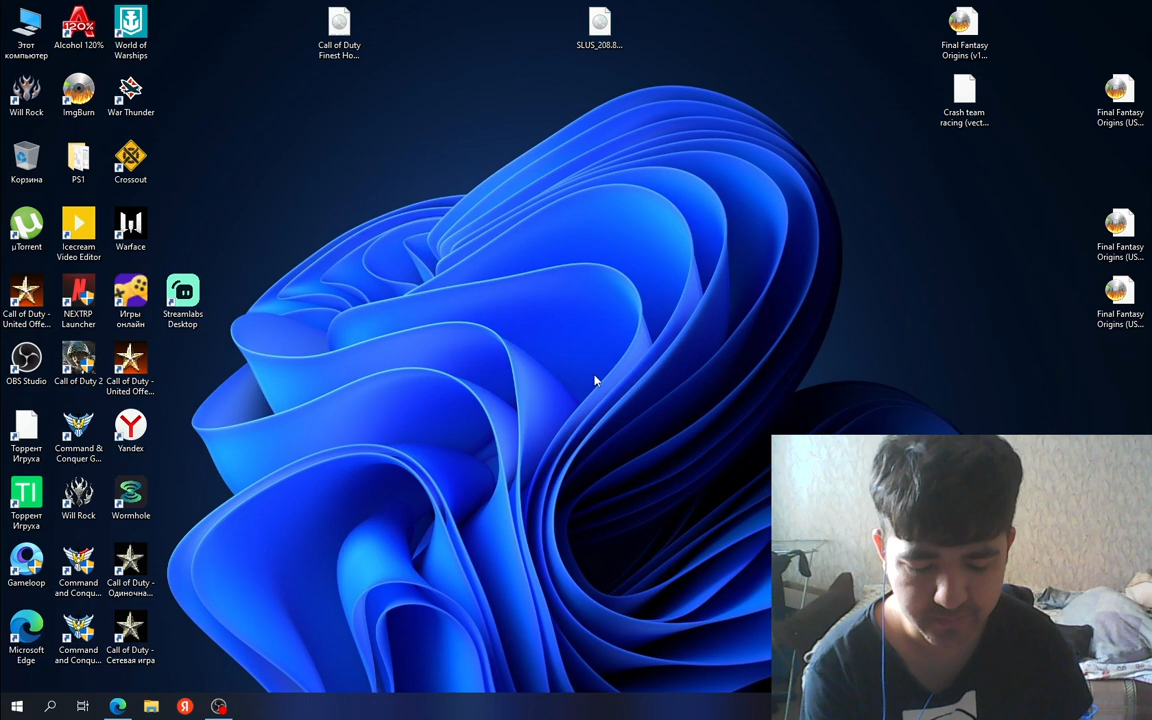 Этот
компьютер
Alcohol 120%
World of
Warships
Call of Duty
Finest Ho...
SLUS_208.8...
Final Fantasy
Origins (v1...
Will Rock
ImgBurn
War Thunder
Crash team
racing (vect...
Final Fantasy
Origins (US...
Корзина
PS1
Crossout
µTorrent
Icecream
Video Editor
Warface
Final Fantasy
Origins (US...
Call of Duty -
United Offe...
NEXTRP
Launcher
Игры
онлайн
Streamlabs
Desktop
Final Fantasy
Origins (US...
OBS Studio
Call of Duty 2
Call of Duty -
United Offe...
Торрент
Игруха
Command &
Conquer G...
Yandex
Торрент
Игруха
Will Rock
Wormhole
Gameloop
Command
and Conqu...
Call of Duty -
Одиночна...
Microsoft
Edge
Command
and Conqu...
Call of Duty -
Сетевая игра
120%
TI
Я